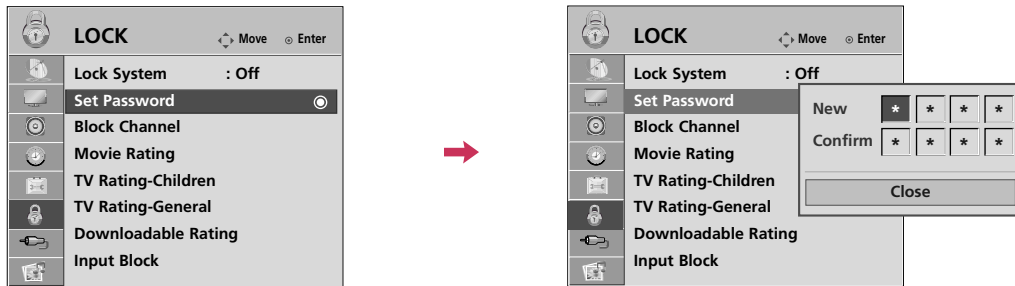 LOCK Move Enter
Lock System : Off
Set Password
Block Channel
Movie Rating
TV Rating-Children
TV Rating-General
Downloadable Rating
Input Block
LOCK Move Enter
Lock System : Off
Set Password
Block Channel
Movie Rating
TV Rating-Children
TV Rating-General
Downloadable Rating
Input Block
New * * * *
Confirm * * * *
Close